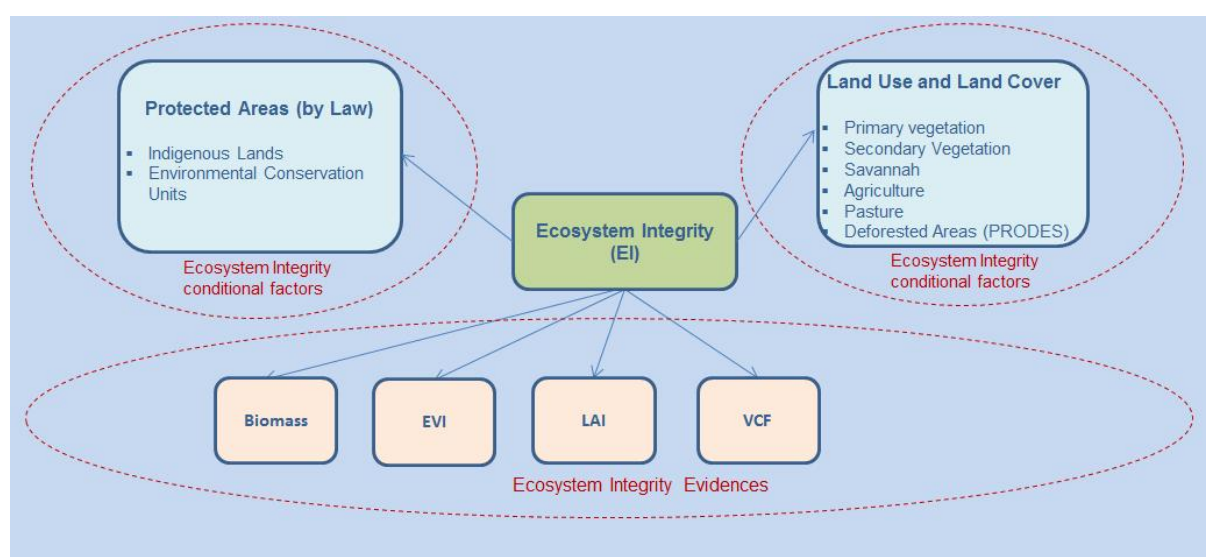 Protected Areas (by Law)
▪ Indigenous Lands
▪ Environmental Conservation
Units
Ecosystem Integrity
conditional factors
Land Use and Land Cover
▪ Primary vegetation
▪ Secondary Vegetation
▪ Savannah
▪ Agriculture
▪ Pasture
▪ Deforested Areas (PRODES)
Ecosystem Integrity
conditional factors
Ecosystem Integrity
(EI)
Biomass
EVI
LAI
VCF
Ecosystem Integrity Evidences